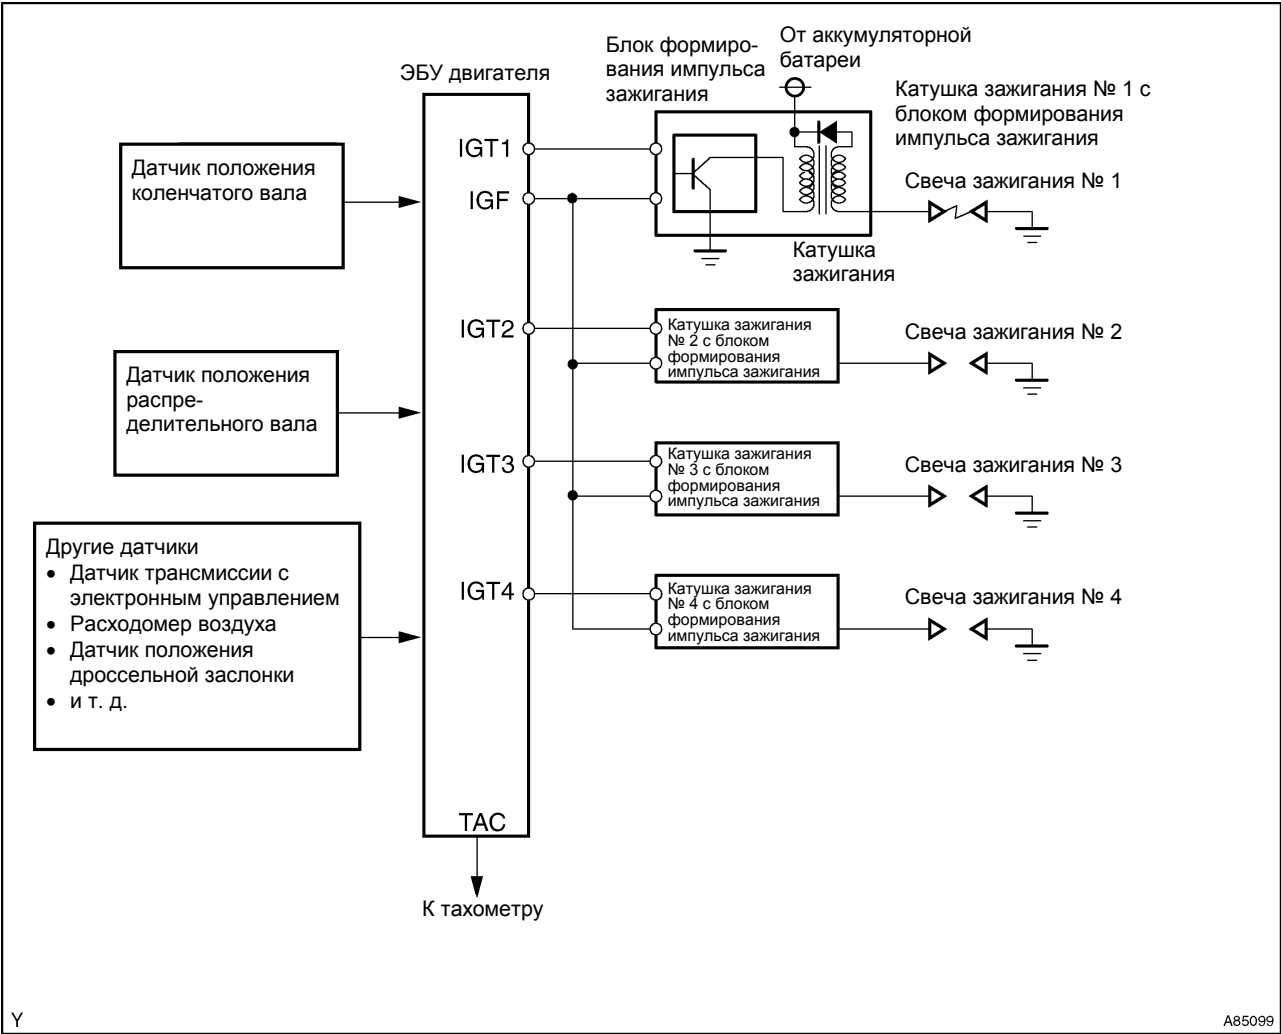 Блок формиро-
вания импульса
зажигания
От аккумуляторной
батареи
ЭБУ двигателя
Катушка зажигания № 1 с
блоком формирования
импульса зажигания
Датчик положения
коленчатого вала
IGT1
IGF
Свеча зажигания № 1
Катушка
зажигания
IGT2
Катушка зажигания
№ 2 с блоком
формирования
импульса зажигания
Свеча зажигания № 2
Датчик положения
распре-
делительного вала
IGT3
Катушка зажигания
№ 3 с блоком
формирования
импульса зажигания
Свеча зажигания № 3
Другие датчики
• Датчик трансмиссии с
электронным управлением
• Расходомер воздуха
• Датчик положения
дроссельной заслонки
• и т. д.
IGT4
Катушка зажигания
№ 4 с блоком
формирования
импульса зажигания
Свеча зажигания № 4
TAC
К тахометру
Y
A85099